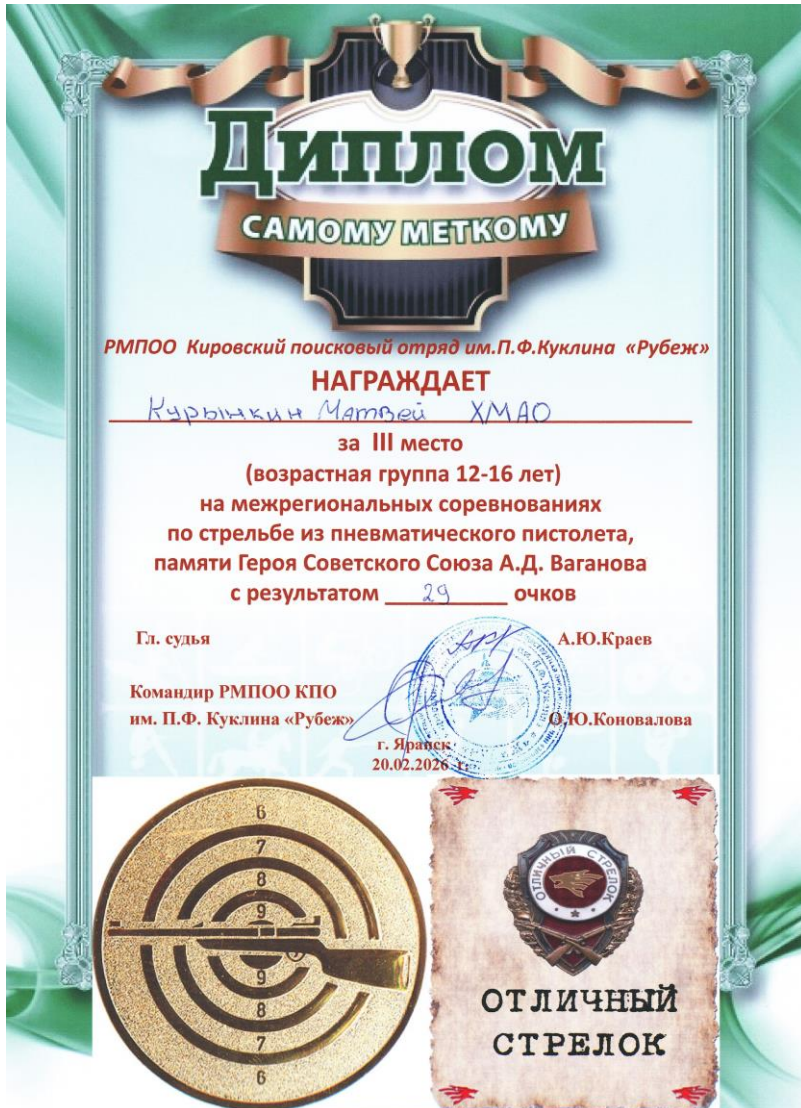 Диплом
САМОМУ МЕТКОМУ
РМПОО Кировский поисковый отряд им.П.Ф.Куклина «Рубеж»
НАГРАЖДАЕТ
Курынкин Матвей ХМАО
за III место
(возрастная группа 12-16 лет)
на межрегиональных соревнованиях
по стрельбе из пневматического пистолета,
памяти Героя Советского Союза А.Д. Ваганова
с результатом 29 очков
Гл. судья А.Ю.Краев
Командир РМПОО КПО
им. П.Ф. Куклина «Рубеж» О.Ю.Коновалова
г. Яранск
20.02.2026 г.
6
7
8
9
9
8
7
6
ОТЛИЧНЫЙ СТРЕЛОК
ОТЛИЧНЫЙ
СТРЕЛОК